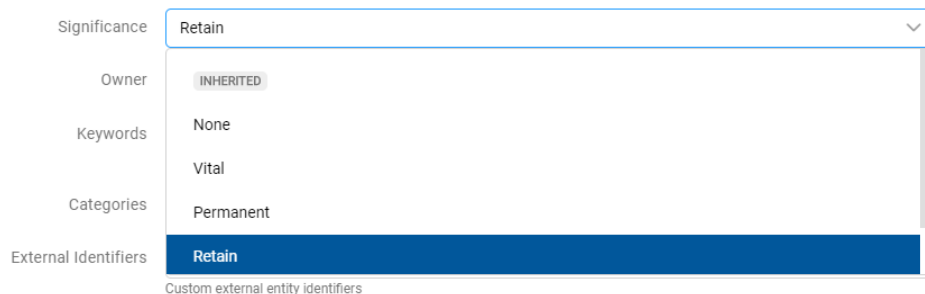 Significance Retain
Owner INHERITED
None
Keywords
Vital
Categories Permanent
External Identifiers Retain
Custom external entity identifiers